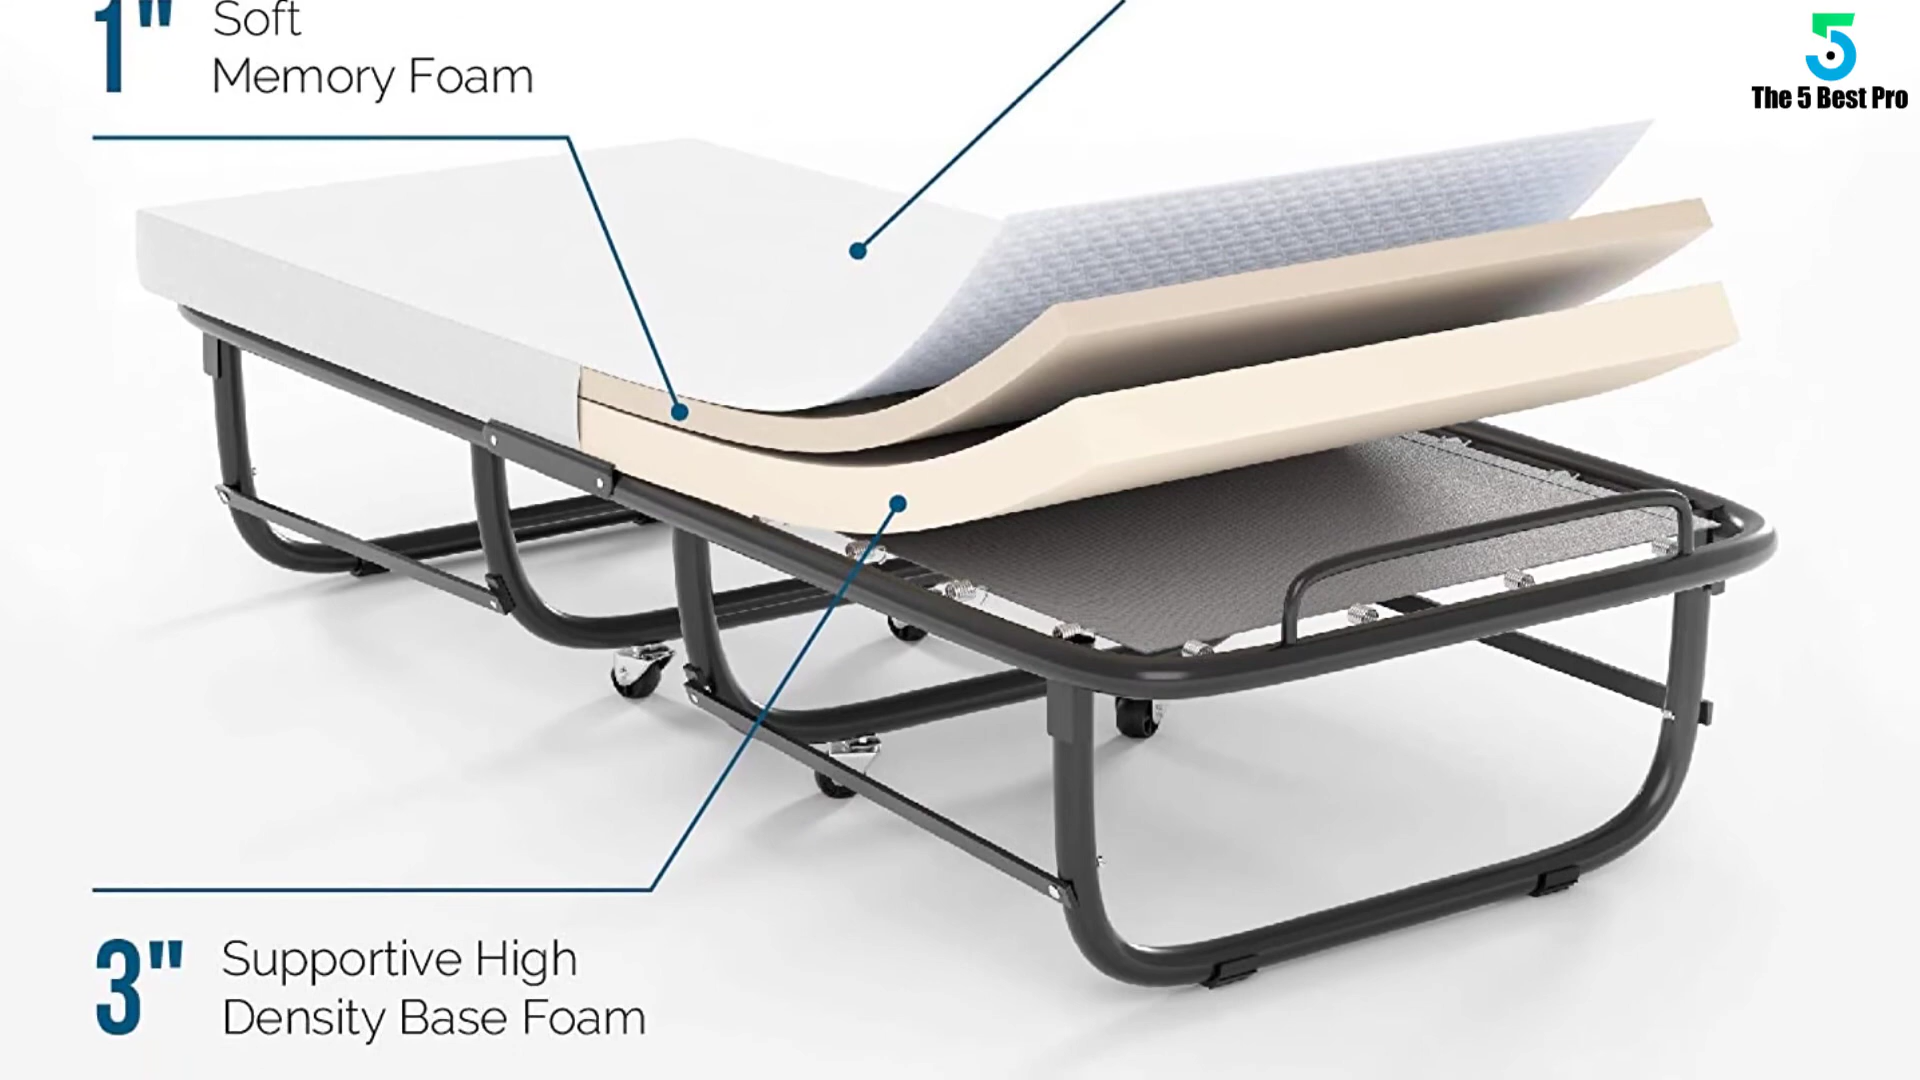 1" Soft
Memory Foam
The 5 Best Pro
3" Supportive High
Density Base Foam